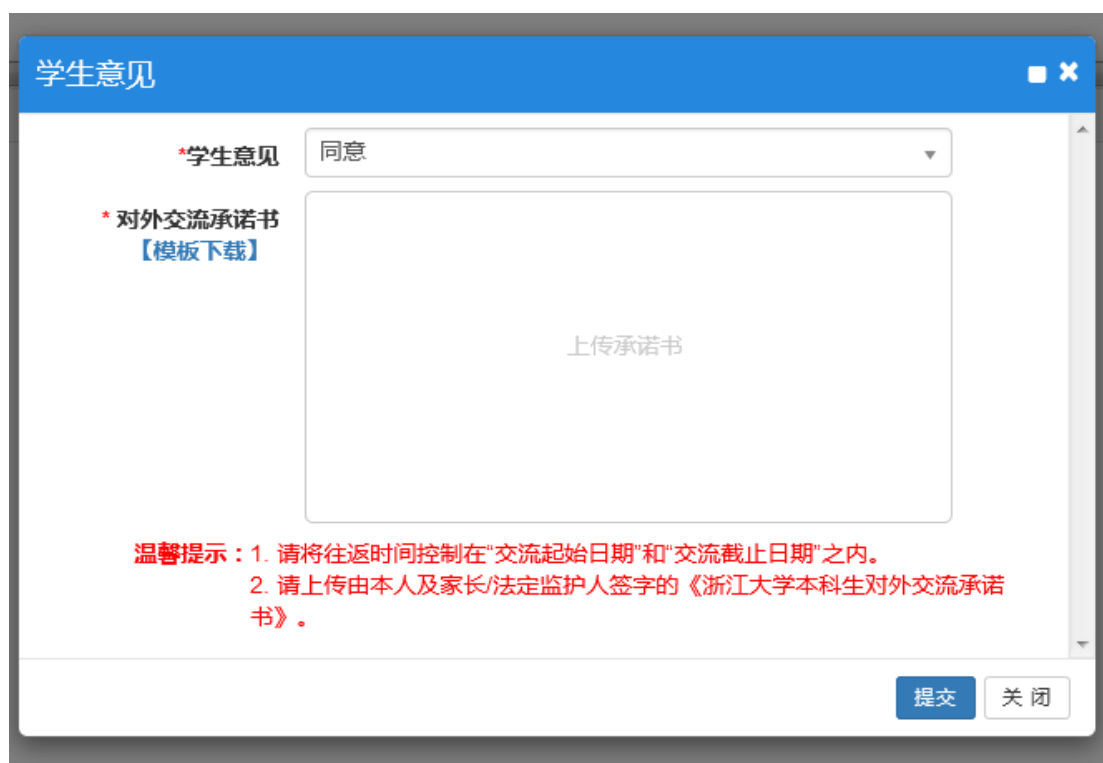 学生意见
*学生意见
同意
* 对外交流承诺书
【模板下载】
上传承诺书
温馨提示：1. 请将往返时间控制在“交流起始日期”和“交流截止日期”之内。
2. 请上传由本人及家长/法定监护人签字的《浙江大学本科生对外交流承诺
书》。
提交
关 闭